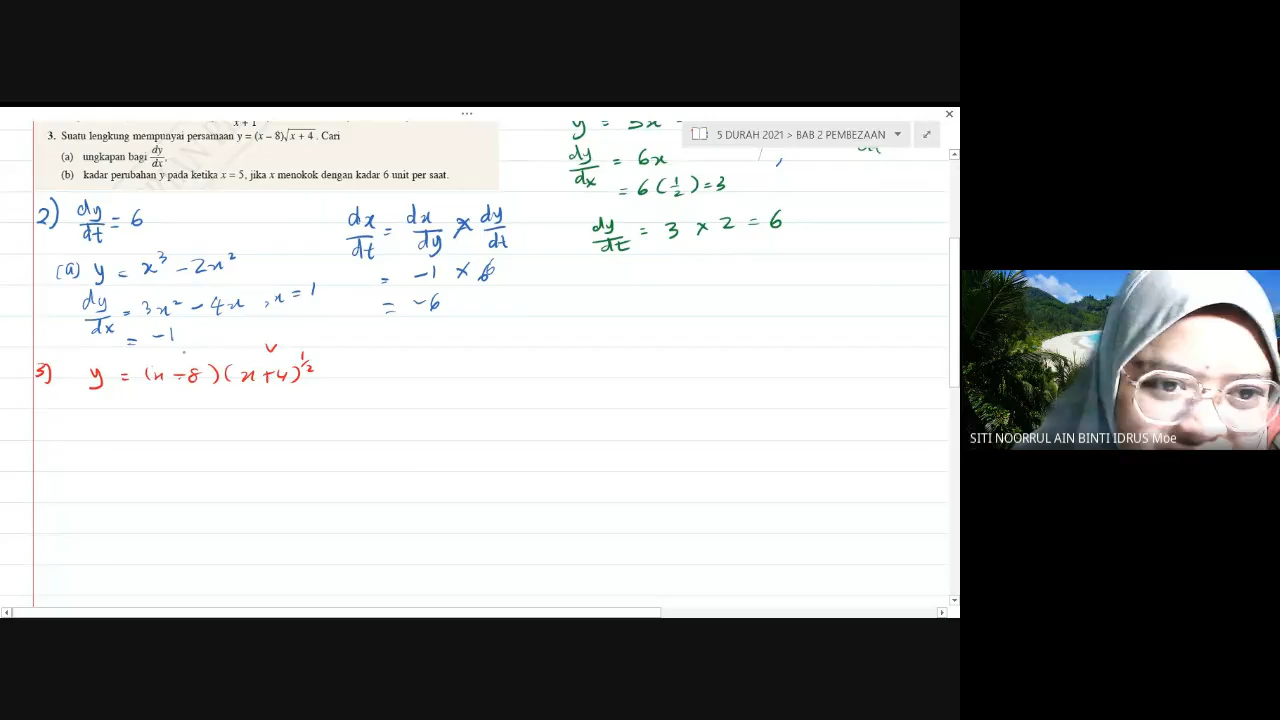 x + 1
3. Suatu lengkung mempunyai persamaan y = (x – 8)√x + 4 . Cari
(a) ungkapan bagi dy/dx,
(b) kadar perubahan y pada ketika x = 5, jika x menokok dengan kadar 6 unit per saat.
5 DURAH 2021 > BAB 2 PEMBEZAAN
y = 3x
dy/dx = 6x
= 6(1/2) = 3
dy/dt = 3 × 2 = 6
2) dy/dt = 6
(a) y = x³ – 2x²
dy/dx = 3x² – 4x , x = 1
= –1
dx/dt = dx/dy × dy/dt
= –1 × 6
= –6
3) y = (x – 8)(x + 4)^1/2
v
SITI NOORRUL AIN BINTI IDRUS Moe